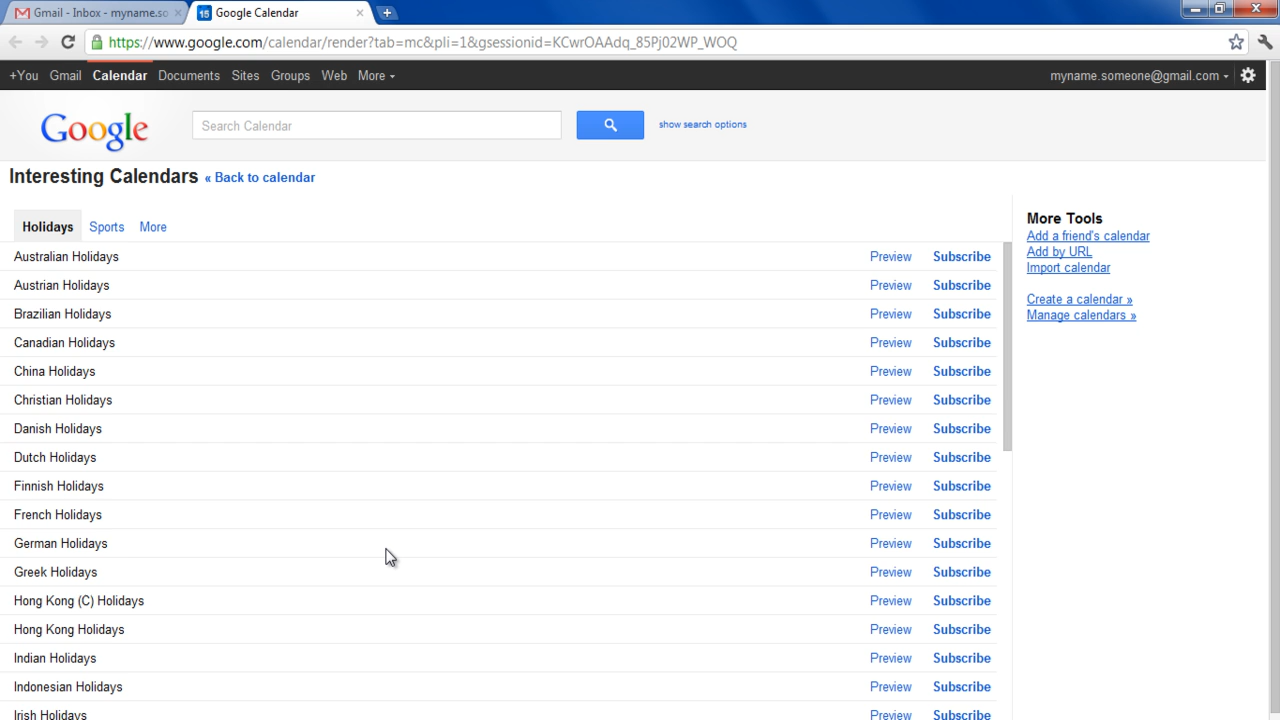 Gmail - Inbox - myname.so
Google Calendar
https://www.google.com/calendar/render?tab=mc&pli=1&gsessionid=KCwrOAAdq_85Pj02WP_WOQ
+You Gmail Calendar Documents Sites Groups Web More
myname.someone@gmail.com
Google
Search Calendar
show search options
Interesting Calendars « Back to calendar
Holidays Sports More
Australian Holidays Preview Subscribe
Austrian Holidays Preview Subscribe
Brazilian Holidays Preview Subscribe
Canadian Holidays Preview Subscribe
China Holidays Preview Subscribe
Christian Holidays Preview Subscribe
Danish Holidays Preview Subscribe
Dutch Holidays Preview Subscribe
Finnish Holidays Preview Subscribe
French Holidays Preview Subscribe
German Holidays Preview Subscribe
Greek Holidays Preview Subscribe
Hong Kong (C) Holidays Preview Subscribe
Hong Kong Holidays Preview Subscribe
Indian Holidays Preview Subscribe
Indonesian Holidays Preview Subscribe
Irish Holidays Preview Subscribe
More Tools
Add a friend's calendar
Add by URL
Import calendar
Create a calendar »
Manage calendars »
15